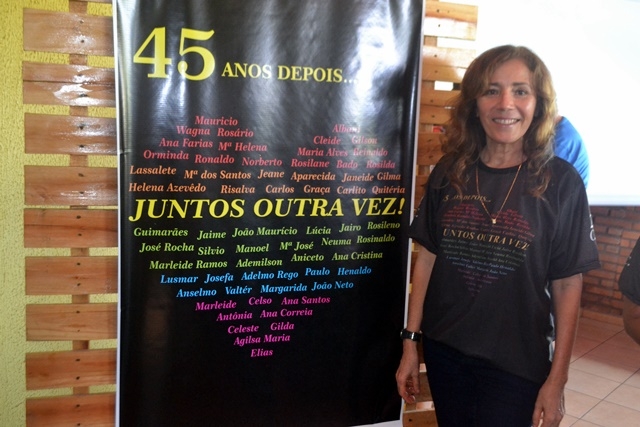 45 ANOS DEPOIS...
Mauricio
Wagna Rosário
Ana Farias Mª Helena Cleide Gilson
Orminda Ronaldo Norberto Maria Alves Reinaldo
Rosilane Bado Rosilda
Lassalete Mª dos Santos Jeane Aparecida Janeide Gilma
Helena Azevêdo Risalva Carlos Graça Carlito Quitéria
JUNTOS OUTRA VEZ!
Guimarães Jaime João Maurício Lúcia Jairo Rosileno
José Rocha Silvio Manoel Mª José Neuma Rosinaldo
Marleide Ramos Ademilson Aniceto Ana Cristina
Lusmar Josefa Adelmo Rego Paulo Henaldo
Anselmo Valtér Margarida João Neto
Marleide Celso Ana Santos
Antônia Ana Correia
Celeste Gilda
Agilsa Maria
Elias
depois...
JUNTOS OUTRA VEZ!